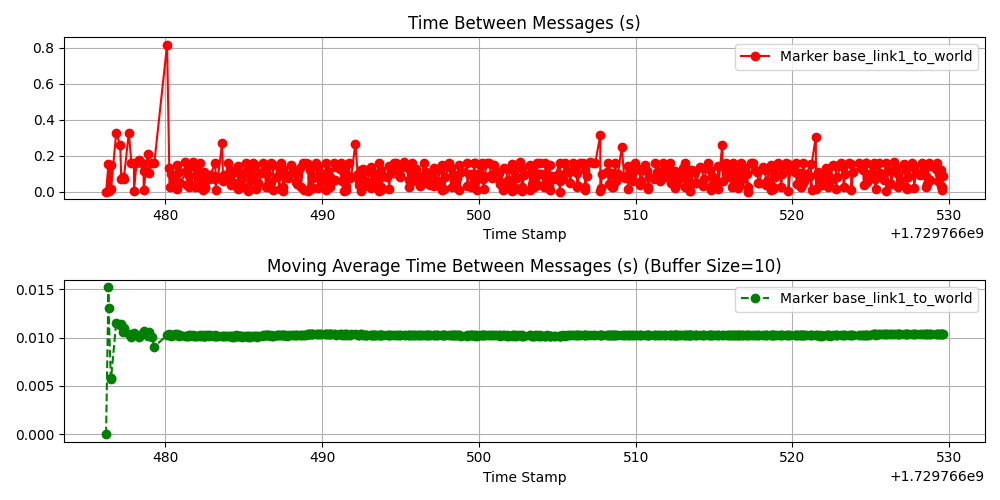 Time Between Messages (s)
0.8
0.6
0.4
0.2
0.0
Marker base_link1_to_world
480 490 500 510 520 530
+1.729766e9
Time Stamp
Moving Average Time Between Messages (s) (Buffer Size=10)
0.015
0.010
0.005
0.000
Marker base_link1_to_world
480 490 500 510 520 530
+1.729766e9
Time Stamp